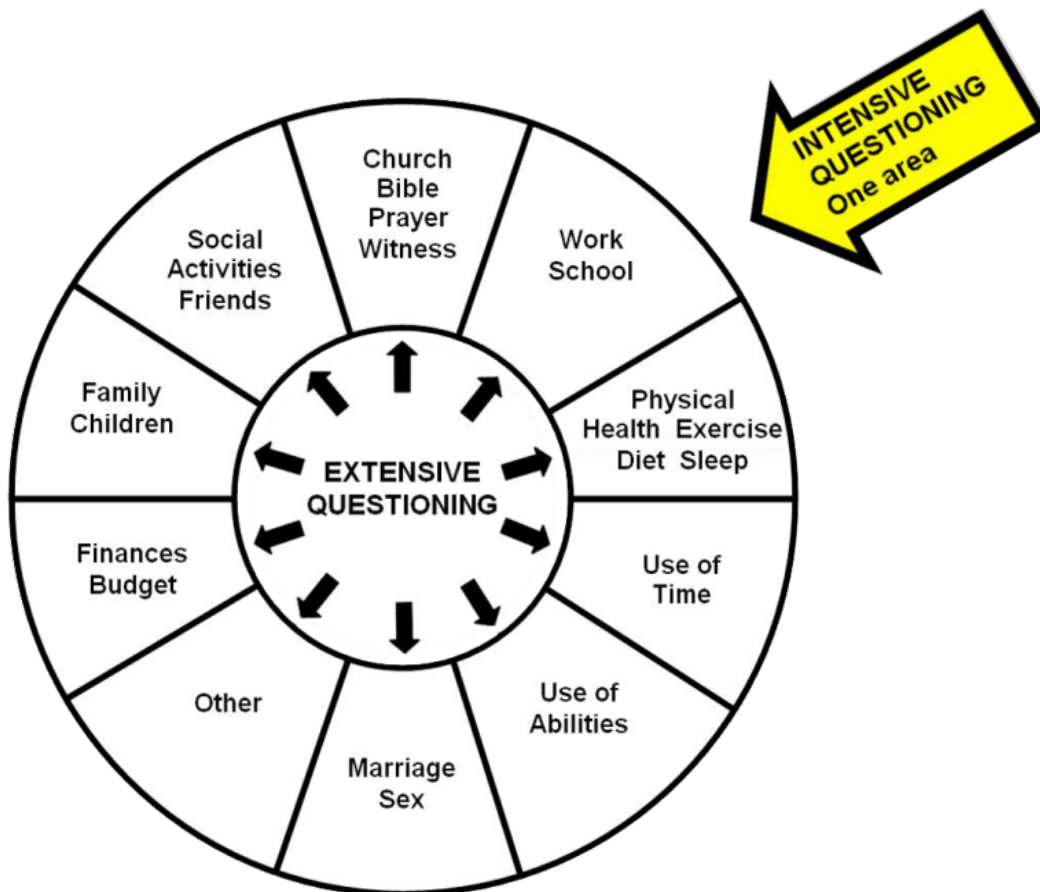 INTENSIVE
QUESTIONING
One area
Church
Bible
Prayer
Witness
Work
School
Physical
Health Exercise
Diet Sleep
Use of
Time
Use of
Abilities
Marriage
Sex
Other
Finances
Budget
Family
Children
Social
Activities
Friends
EXTENSIVE
QUESTIONING